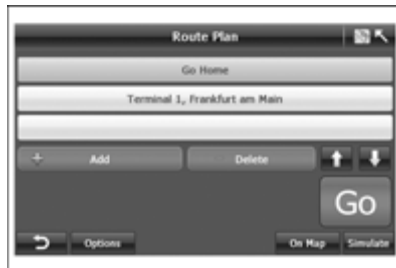 Route Plan
Go Home
Terminal 1, Frankfurt am Main
+ Add Delete
Go
Options On Map Simulate